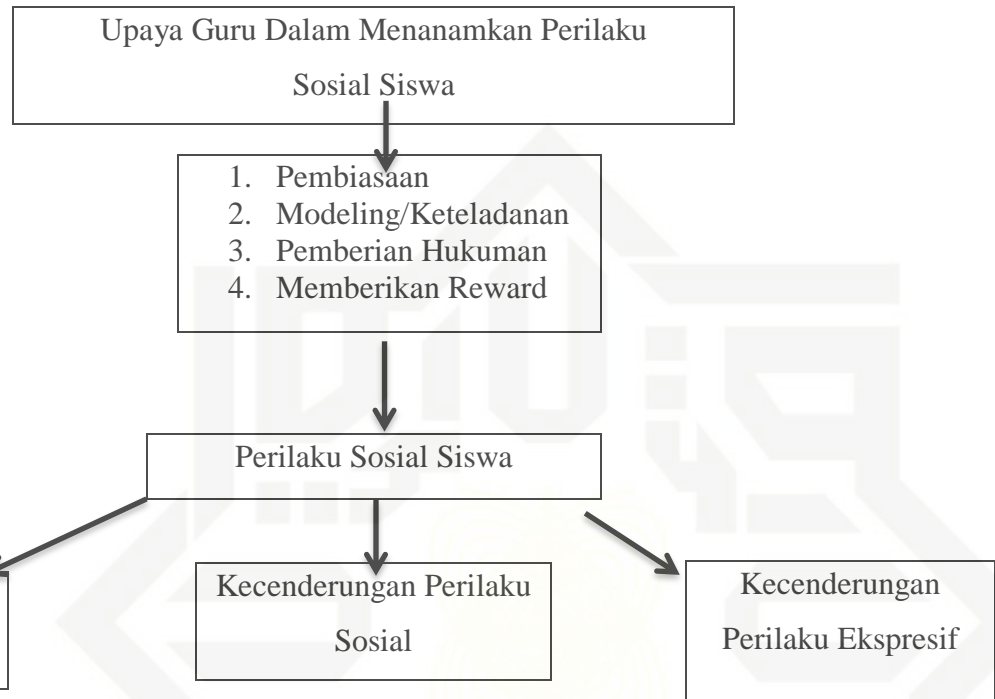 Upaya Guru Dalam Menanamkan Perilaku
Sosial Siswa
1. Pembiasaan
2. Modeling/Keteladanan
3. Pemberian Hukuman
4. Memberikan Reward
Perilaku Sosial Siswa
Kecenderungan Perilaku
Sosial
Kecenderungan
Perilaku Ekspresif